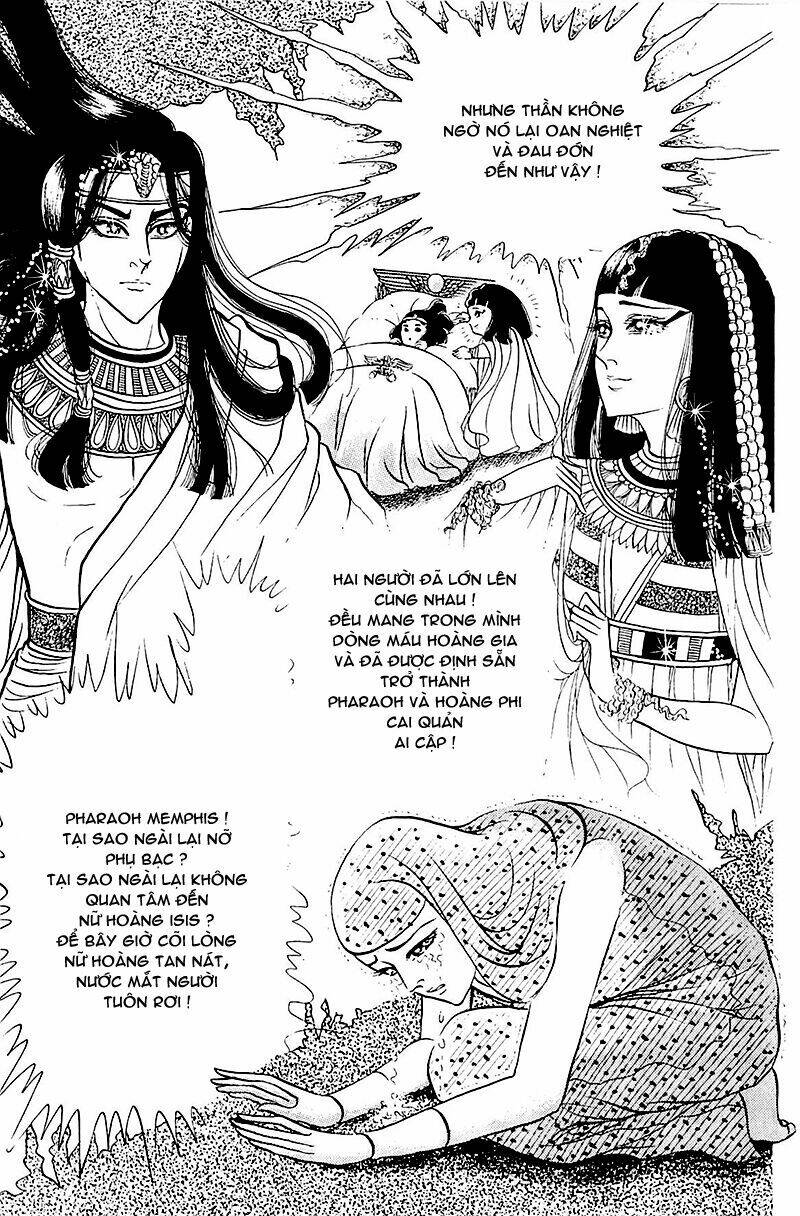 NHƯNG THẦN KHÔNG
NGỜ NÓ LẠI OAN NGHIỆT
VÀ ĐAU ĐỚN
ĐẾN NHƯ VẬY !
HAI NGƯỜI ĐÃ LỚN LÊN
CÙNG NHAU !
ĐỀU MANG TRONG MÌNH
DÒNG MÁU HOÀNG GIA
VÀ ĐÃ ĐƯỢC ĐỊNH SẴN
TRỞ THÀNH
PHARAOH VÀ HOÀNG PHI
CAI QUẢN
AI CẬP !
PHARAOH MEMPHIS !
TẠI SAO NGÀI LẠI NỠ
PHỤ BẠC ?
TẠI SAO NGÀI LẠI KHÔNG
QUAN TÂM ĐẾN
NỮ HOÀNG ISIS ?
ĐỂ BÂY GIỜ CÕI LÒNG
NỮ HOÀNG TAN NÁT,
NƯỚC MẮT NGƯỜI
TUÔN RƠI !